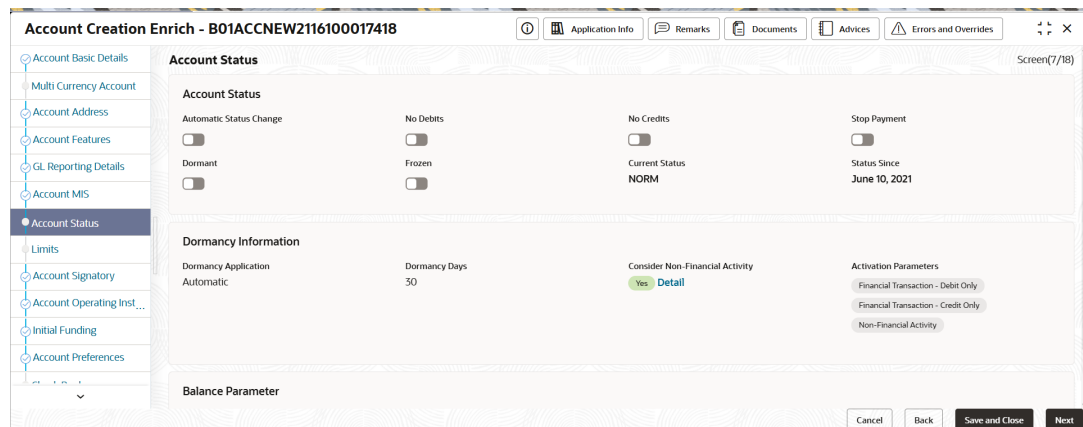 Account Creation Enrich - B01ACCNEW2116100017418
Application Info
Remarks
Documents
Advices
Errors and Overrides
Account Basic Details
Multi Currency Account
Account Address
Account Features
GL Reporting Details
Account MIS
Account Status
Limits
Account Signatory
Account Operating Inst...
Initial Funding
Account Preferences
Account Status
Screen(7/18)
Account Status
Automatic Status Change
No Debits
No Credits
Stop Payment
Dormant
Frozen
Current Status
NORM
Status Since
June 10, 2021
Dormancy Information
Dormancy Application
Automatic
Dormancy Days
30
Consider Non-Financial Activity
Yes Detail
Activation Parameters
Financial Transaction - Debit Only
Financial Transaction - Credit Only
Non-Financial Activity
Balance Parameter
Cancel
Back
Save and Close
Next